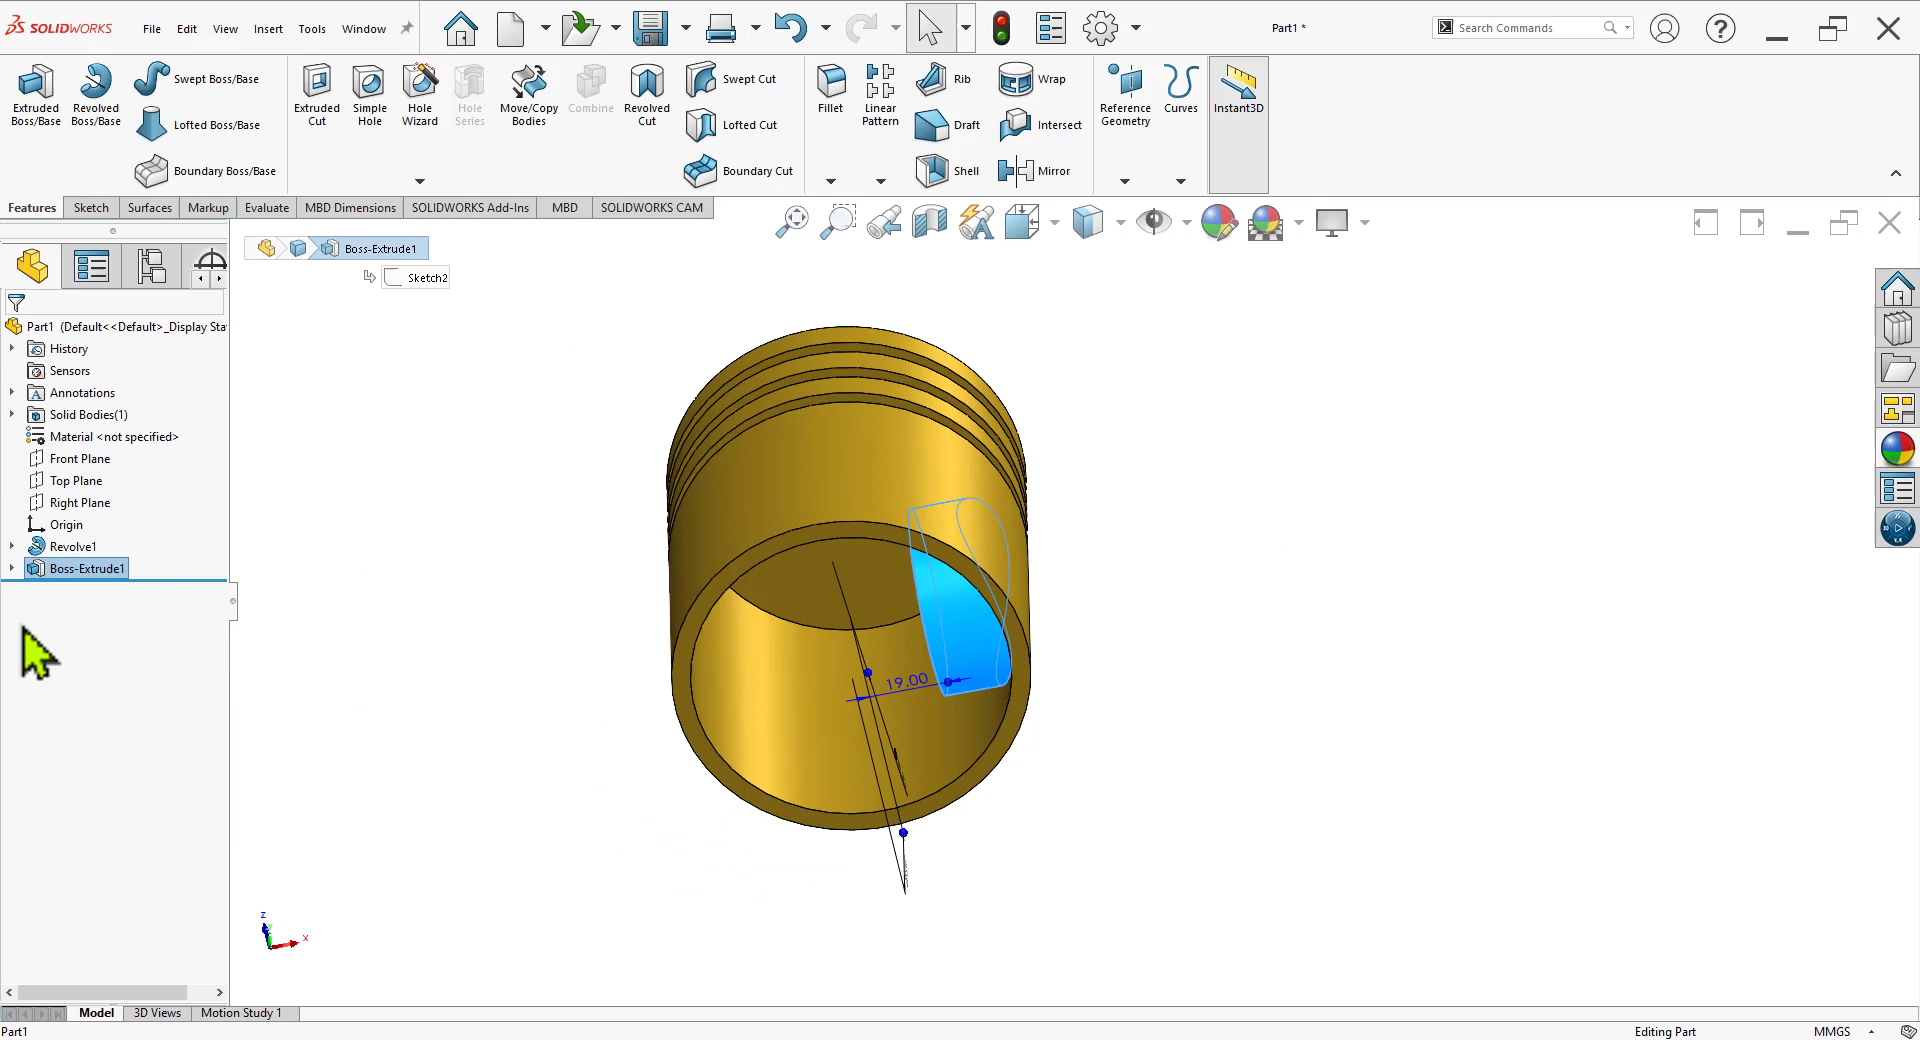 SOLIDWORKS
File Edit View Insert Tools Window
Part1 *
Search Commands
Extruded Boss/Base
Revolved Boss/Base
Swept Boss/Base
Lofted Boss/Base
Boundary Boss/Base
Extruded Cut
Simple Hole
Hole Wizard
Hole Series
Move/Copy Bodies
Combine
Revolved Cut
Swept Cut
Lofted Cut
Boundary Cut
Fillet
Linear Pattern
Rib
Draft
Shell
Wrap
Intersect
Mirror
Reference Geometry
Curves
Instant3D
Features Sketch Surfaces Markup Evaluate MBD Dimensions SOLIDWORKS Add-Ins MBD SOLIDWORKS CAM
Boss-Extrude1
Sketch2
Part1 (Default<<Default>_Display Sta
History
Sensors
Annotations
Solid Bodies(1)
Material <not specified>
Front Plane
Top Plane
Right Plane
Origin
Revolve1
Boss-Extrude1
19.00
z
x
Model 3D Views Motion Study 1
Part1
Editing Part
MMGS